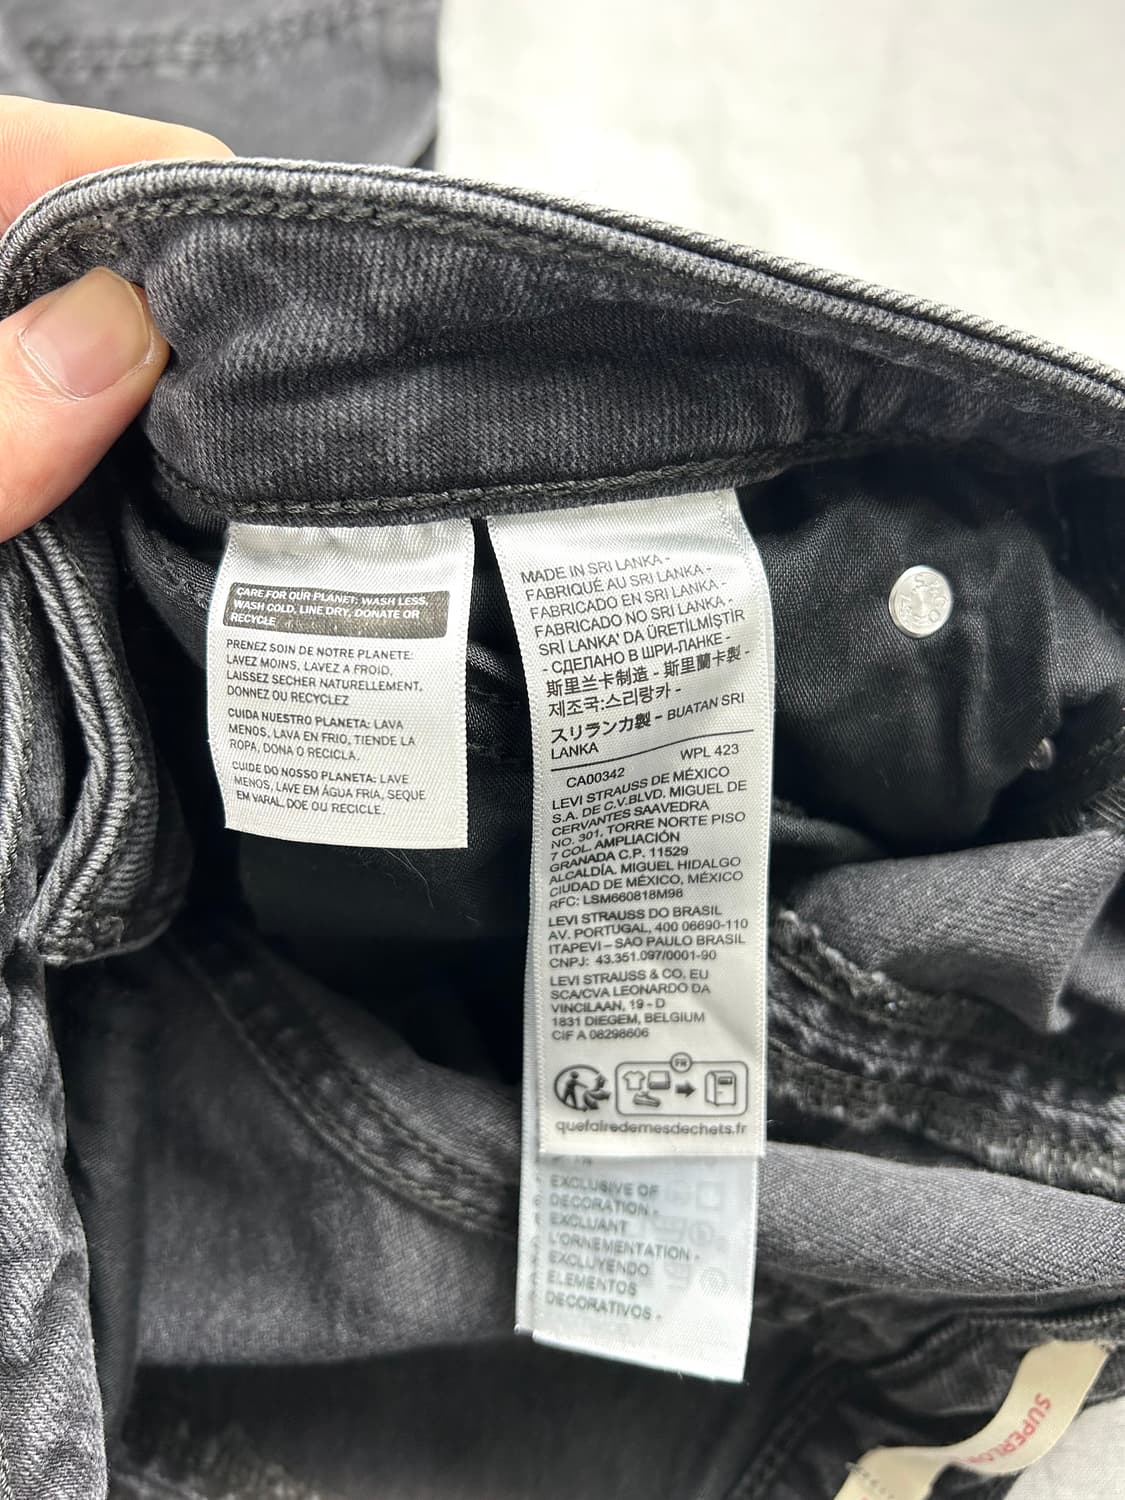 CARE FOR OUR PLANET: WASH LESS,
WASH COLD, LINE DRY, DONATE OR
RECYCLE
PRENEZ SOIN DE NOTRE PLANETE:
LAVEZ MOINS, LAVEZ A FROID,
LAISSEZ SECHER NATURELLEMENT,
DONNEZ OU RECYCLEZ
CUIDA NUESTRO PLANETA: LAVA
MENOS, LAVA EN FRIO, TIENDE LA
ROPA, DONA O RECICLA.
CUIDE DO NOSSO PLANETA: LAVE
MENOS, LAVE EM ÁGUA FRIA, SEQUE
EM VARAL, DOE OU RECICLE.
MADE IN SRI LANKA -
FABRIQUÉ AU SRI LANKA -
FABRICADO EN SRI LANKA -
FABRICADO NO SRI LANKA -
SRİ LANKA' DA ÜRETİLMİŞTİR
- СДЕЛАНО В ШРИ-ЛАНКЕ -
斯里兰卡制造 - 斯里蘭卡製 -
제조국:스리랑카 -
スリランカ製 - BUATAN SRI
LANKA
WPL 423
CA00342
LEVI STRAUSS DE MÉXICO
S.A. DE C.V.BLVD. MIGUEL DE
CERVANTES SAAVEDRA
NO. 301, TORRE NORTE PISO
7 COL. AMPLIACIÓN
GRANADA C.P. 11529
ALCALDÍA. MIGUEL HIDALGO
CIUDAD DE MÉXICO, MÉXICO
RFC: LSM660818M98
LEVI STRAUSS DO BRASIL
AV. PORTUGAL, 400 06690-110
ITAPEVI – SAO PAULO BRASIL
CNPJ: 43.351.097/0001-90
LEVI STRAUSS & CO. EU
SCA/CVA LEONARDO DA
VINCILAAN, 19 - D
1831 DIEGEM, BELGIUM
CIF A 08298606
FR
quefairedemesdechets.fr
EXCLUSIVE OF
DECORATION -
EXCLUANT
L'ORNEMENTATION -
EXCLUYENDO
ELEMENTOS
DECORATIVOS -